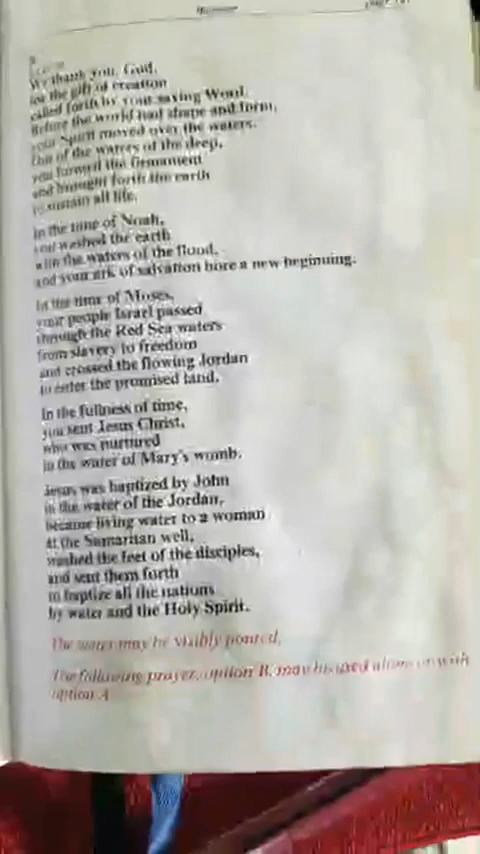 We thank you, God,
for the gift of creation
called forth by your saving Word.
Before the world had shape and form,
your Spirit moved over the waters.
Out of the waters of the deep,
you formed the firmament
and brought forth the earth
to sustain all life.
In the time of Noah,
you washed the earth
with the waters of the flood,
and your ark of salvation bore a new beginning.
In the time of Moses,
your people Israel passed
through the Red Sea waters
from slavery to freedom
and crossed the flowing Jordan
to enter the promised land.
In the fullness of time,
you sent Jesus Christ,
who was nurtured
in the water of Mary's womb.
Jesus was baptized by John
in the water of the Jordan,
became living water to a woman
at the Samaritan well,
washed the feet of the disciples,
and sent them forth
to baptize all the nations
by water and the Holy Spirit.
The water may be visibly poured.
The following prayer, option B, may be used alone or with
option A